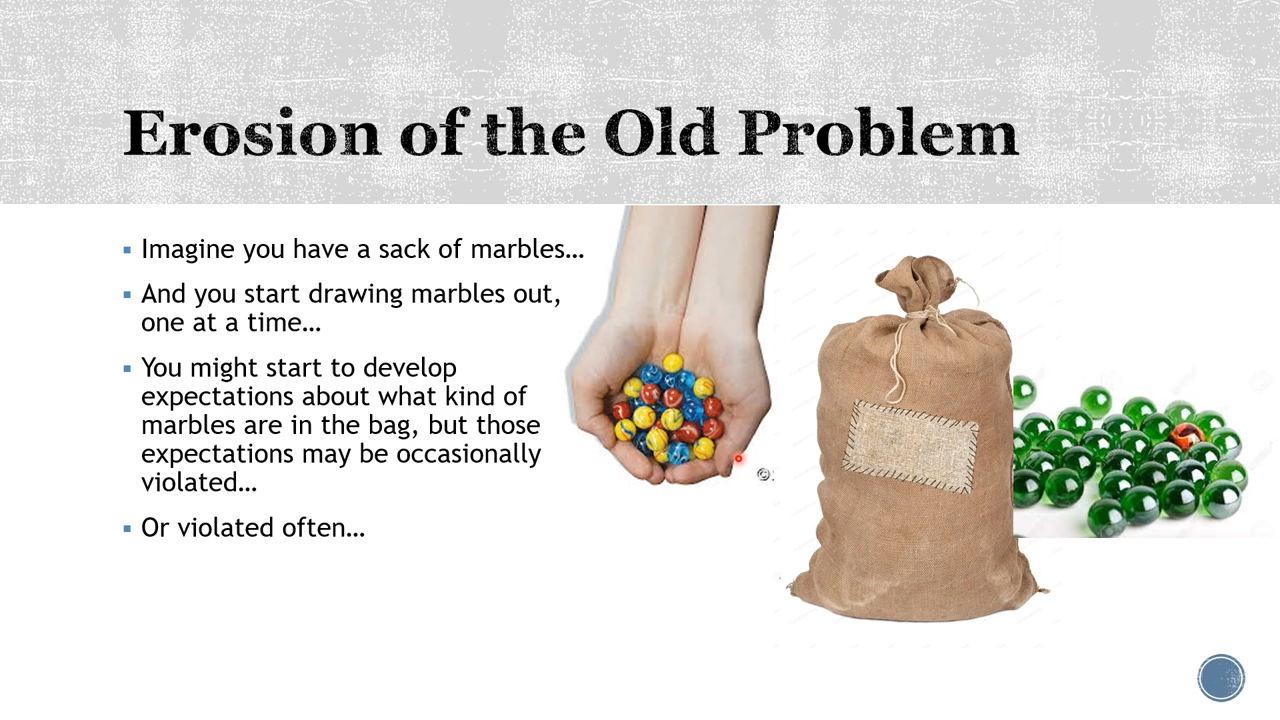 Erosion of the Old Problem
Imagine you have a sack of marbles…
And you start drawing marbles out,
one at a time…
You might start to develop
expectations about what kind of
marbles are in the bag, but those
expectations may be occasionally
violated…
Or violated often…
©